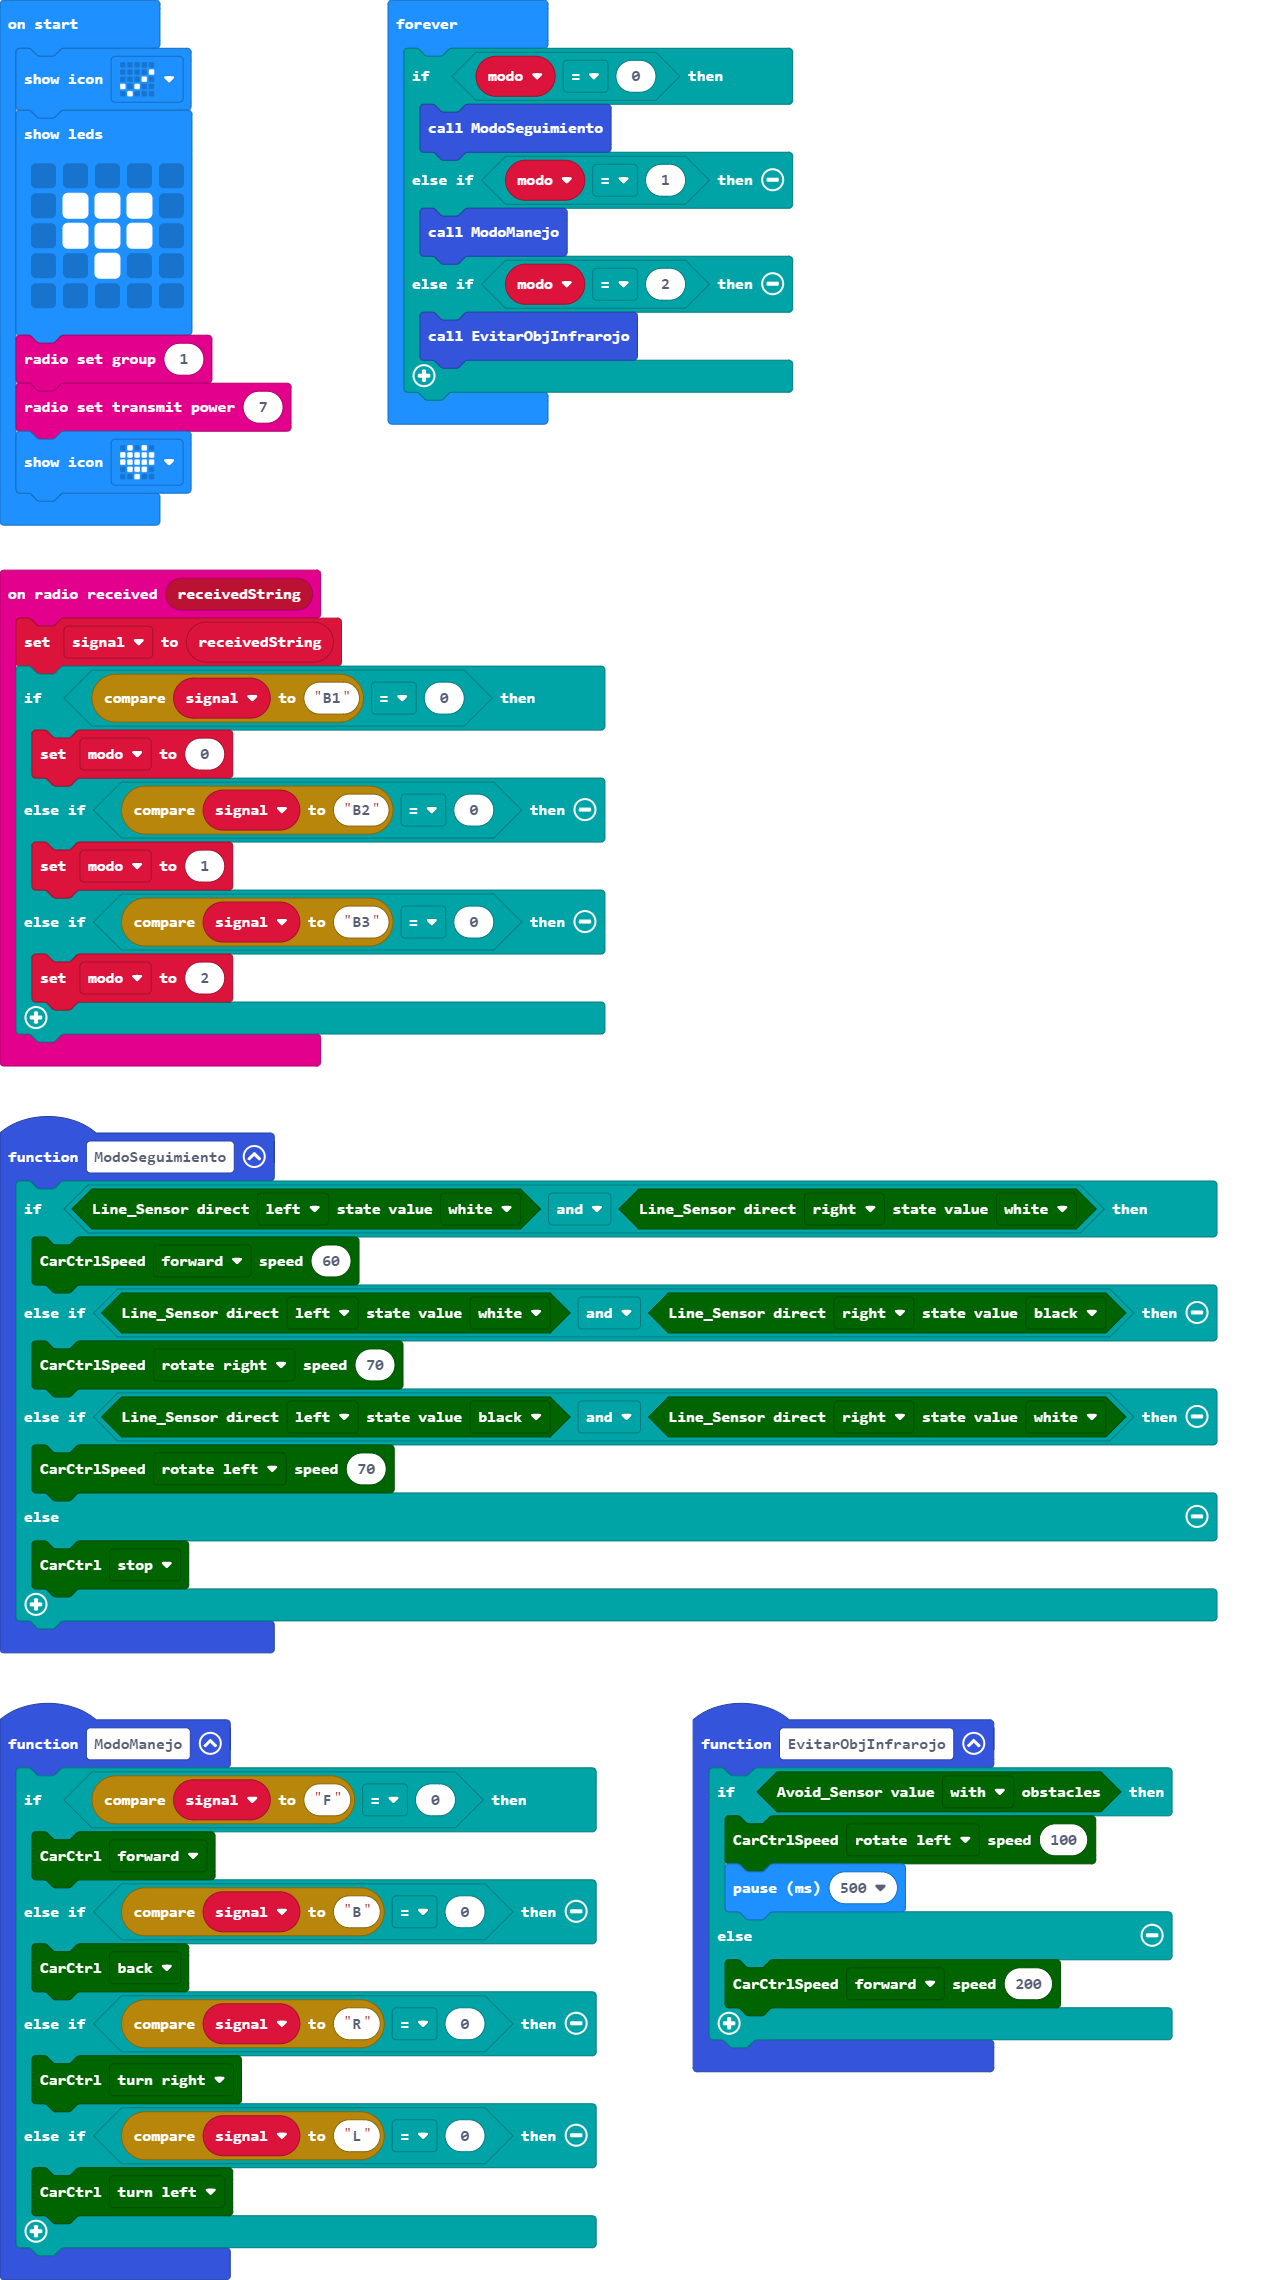 on start
show icon
show leds
radio set group 1
radio set transmit power 7
show icon
forever
if modo = 0 then
call ModoSeguimiento
else if modo = 1 then
call ModoManejo
else if modo = 2 then
call EvitarObjInfrarojo
on radio received receivedString
set signal to receivedString
if compare signal to "B1" = 0 then
set modo to 0
else if compare signal to "B2" = 0 then
set modo to 1
else if compare signal to "B3" = 0 then
set modo to 2
function ModoSeguimiento
if Line_Sensor direct left state value white and Line_Sensor direct right state value white then
CarCtrlSpeed forward speed 60
else if Line_Sensor direct left state value white and Line_Sensor direct right state value black then
CarCtrlSpeed rotate right speed 70
else if Line_Sensor direct left state value black and Line_Sensor direct right state value white then
CarCtrlSpeed rotate left speed 70
else
CarCtrl stop
function ModoManejo
if compare signal to "F" = 0 then
CarCtrl forward
else if compare signal to "B" = 0 then
CarCtrl back
else if compare signal to "R" = 0 then
CarCtrl turn right
else if compare signal to "L" = 0 then
CarCtrl turn left
function EvitarObjInfrarojo
if Avoid_Sensor value with obstacles then
CarCtrlSpeed rotate left speed 100
pause (ms) 500
else
CarCtrlSpeed forward speed 200